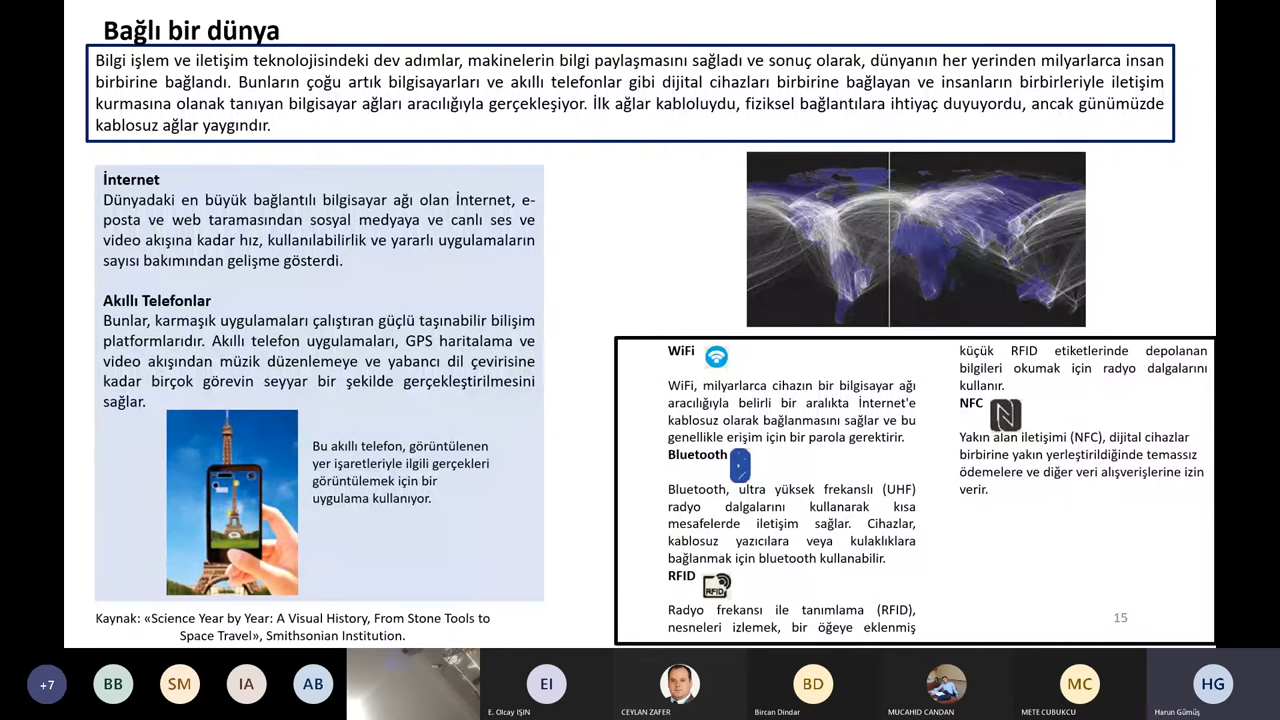 Bağlı bir dünya
Bilgi işlem ve iletişim teknolojisindeki dev adımlar, makinelerin bilgi paylaşmasını sağladı ve sonuç olarak, dünyanın her yerinden milyarlarca insan
birbirine bağlandı. Bunların çoğu artık bilgisayarları ve akıllı telefonlar gibi dijital cihazları birbirine bağlayan ve insanların birbirleriyle iletişim
kurmasına olanak tanıyan bilgisayar ağları aracılığıyla gerçekleşiyor. İlk ağlar kabloluydu, fiziksel bağlantılara ihtiyaç duyuyordu, ancak günümüzde
kablosuz ağlar yaygındır.
İnternet
Dünyadaki en büyük bağlantılı bilgisayar ağı olan İnternet, e-
posta ve web taramasından sosyal medyaya ve canlı ses ve
video akışına kadar hız, kullanılabilirlik ve yararlı uygulamaların
sayısı bakımından gelişme gösterdi.
Akıllı Telefonlar
Bunlar, karmaşık uygulamaları çalıştıran güçlü taşınabilir bilişim
platformlarıdır. Akıllı telefon uygulamaları, GPS haritalama ve
video akışından müzik düzenlemeye ve yabancı dil çevirisine
kadar birçok görevin seyyar bir şekilde gerçekleştirilmesini
sağlar.
Bu akıllı telefon, görüntülenen
yer işaretleriyle ilgili gerçekleri
görüntülemek için bir
uygulama kullanıyor.
Kaynak: «Science Year by Year: A Visual History, From Stone Tools to
Space Travel», Smithsonian Institution.
WiFi
WiFi, milyarlarca cihazın bir bilgisayar ağı
aracılığıyla belirli bir aralıkta İnternet'e
kablosuz olarak bağlanmasını sağlar ve bu
genellikle erişim için bir parola gerektirir.
Bluetooth
Bluetooth, ultra yüksek frekanslı (UHF)
radyo dalgalarını kullanarak kısa
mesafelerde iletişim sağlar. Cihazlar,
kablosuz yazıcılara veya kulaklıklara
bağlanmak için bluetooth kullanabilir.
RFID
RFID
Radyo frekansı ile tanımlama (RFID),
nesneleri izlemek, bir öğeye eklenmiş
küçük RFID etiketlerinde depolanan
bilgileri okumak için radyo dalgalarını
kullanır.
NFC
Yakın alan iletişimi (NFC), dijital cihazlar
birbirine yakın yerleştirildiğinde temassız
ödemelere ve diğer veri alışverişlerine izin
verir.
15
+7
BB
SM
IA
AB
EI
E. Olcay IŞIN
CEYLAN ZAFER
BD
Bircan Dindar
MUCAHID CANDAN
MC
METE CUBUKCU
HG
Harun Gümüş